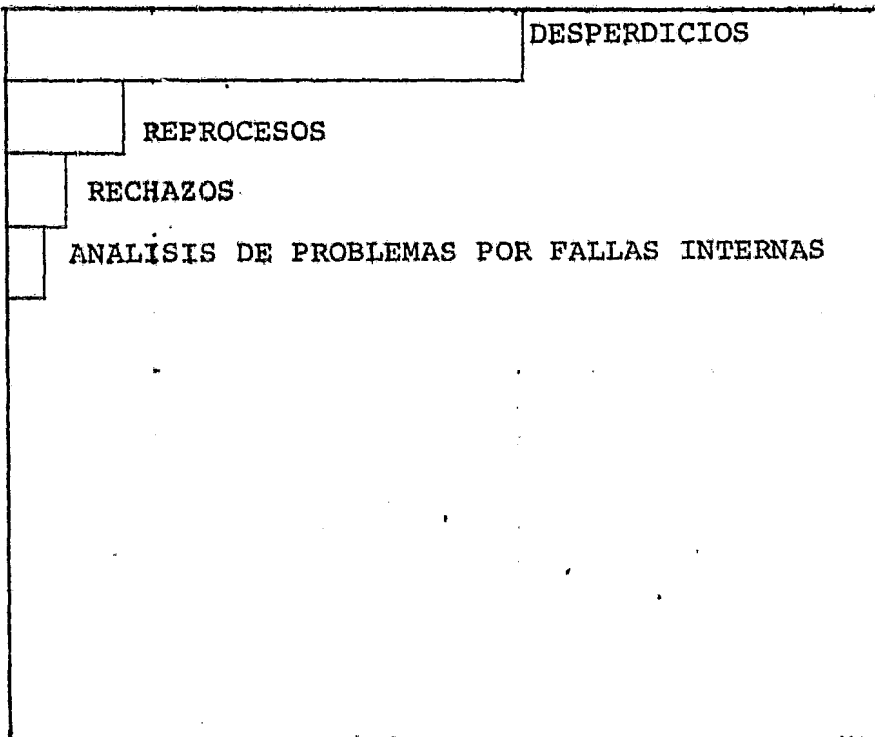 DESPERDICIOS
REPROCESOS
RECHAZOS
ANALISIS DE PROBLEMAS POR FALLAS INTERNAS